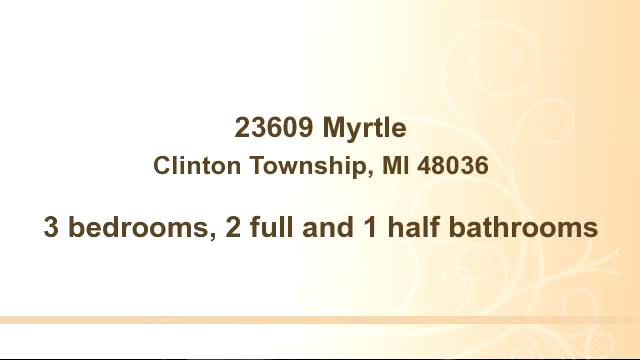 23609 Myrtle
Clinton Township, MI 48036
3 bedrooms, 2 full and 1 half bathrooms